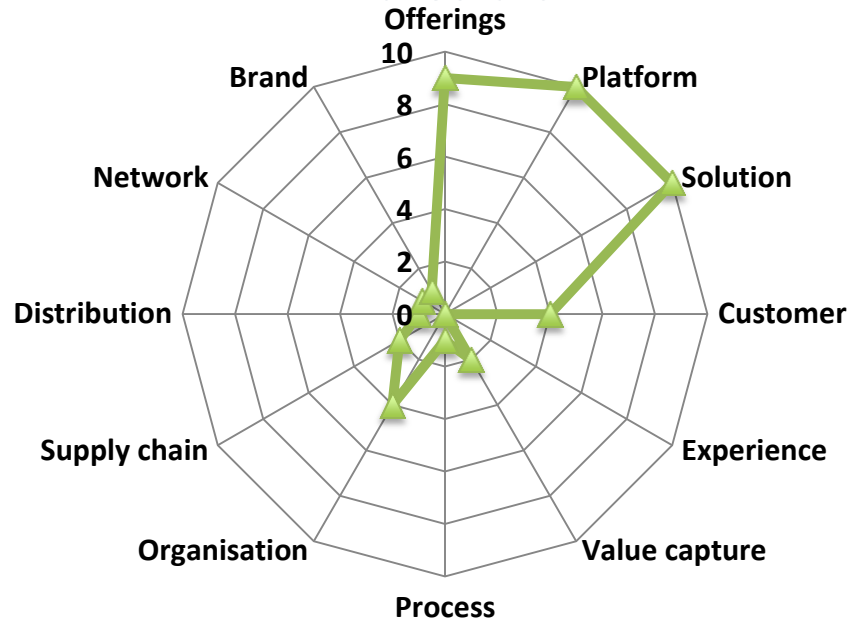 Offerings
10
Brand
Platform
8
6
Network
Solution
4
2
Distribution
0
Customer
Supply chain
Experience
Organisation
Value capture
Process